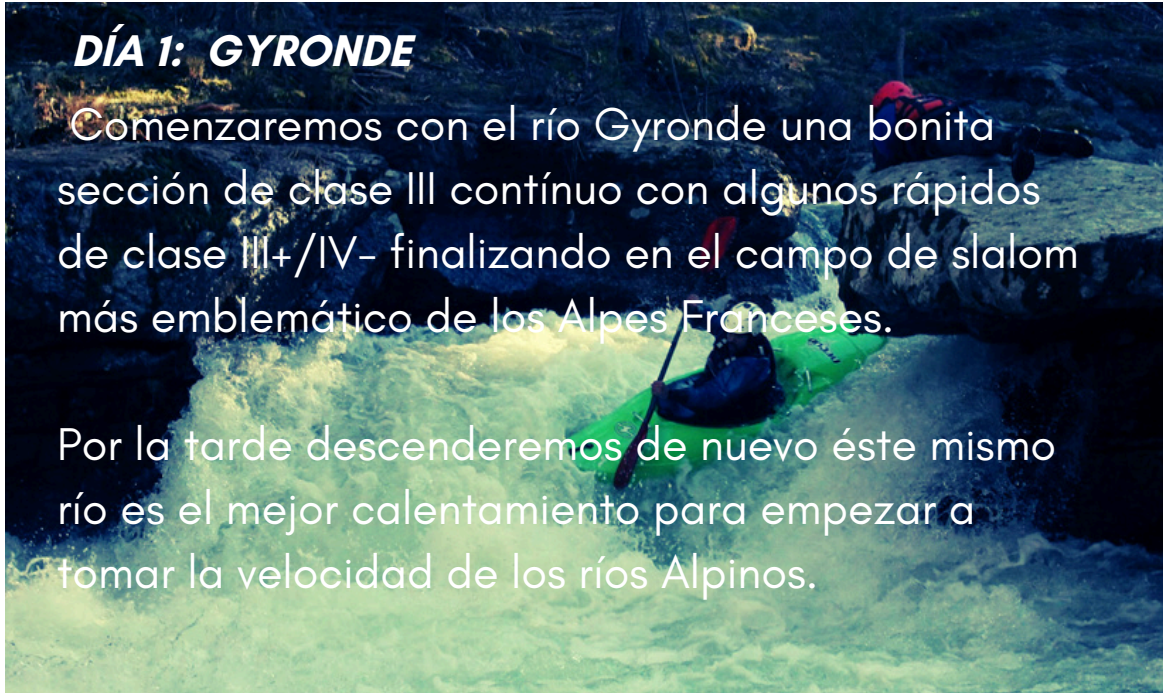 DÍA 1: GYRONDE
Comenzaremos con el río Gyronde una bonita
sección de clase III contínuo con algunos rápidos
de clase III+/IV- finalizando en el campo de slalom
más emblemático de los Alpes Franceses.
Por la tarde descenderemos de nuevo éste mismo
río es el mejor calentamiento para empezar a
tomar la velocidad de los ríos Alpinos.